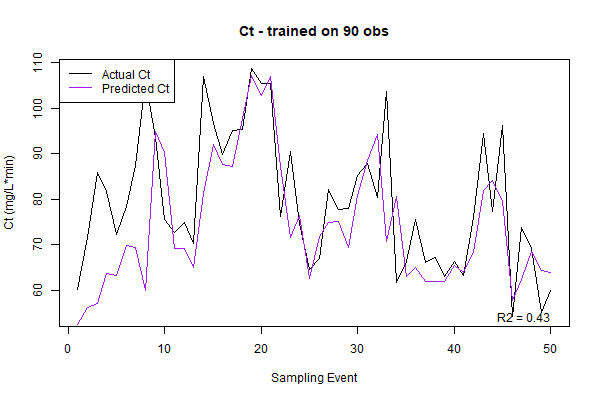 Ct - trained on 90 obs
Actual Ct
Predicted Ct
110
100
90
80
70
60
Ct (mg/L*min)
R2 = 0.43
0
10
20
30
40
50
Sampling Event